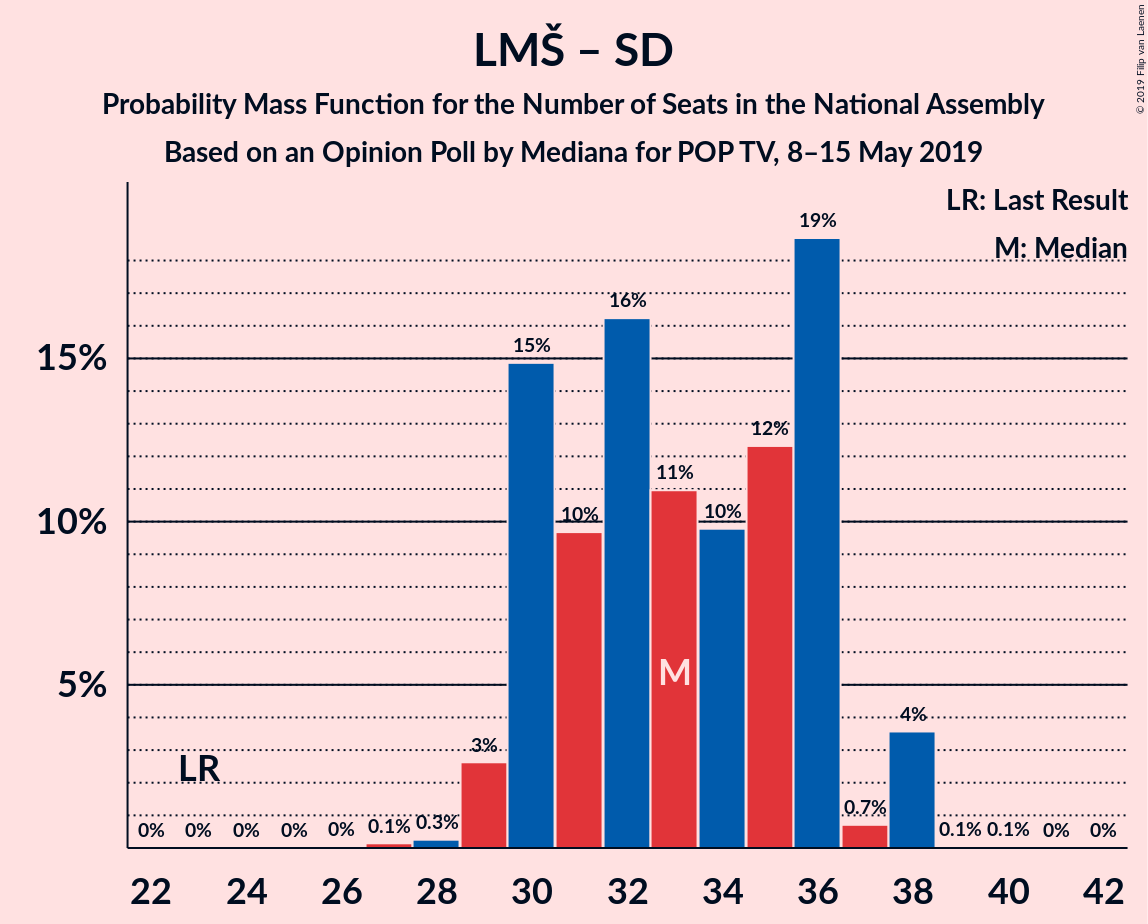 LMŠ – SD
Probability Mass Function for the Number of Seats in the National Assembly
Based on an Opinion Poll by Mediana for POP TV, 8–15 May 2019
© 2019 Filip van Laenen
LR: Last Result
M: Median
15%
10%
5%
LR
M
0% 0% 0% 0% 0% 0.1% 0.3% 3% 15% 10% 16% 11% 10% 12% 19% 0.7% 4% 0.1% 0.1% 0% 0%
22 24 26 28 30 32 34 36 38 40 42